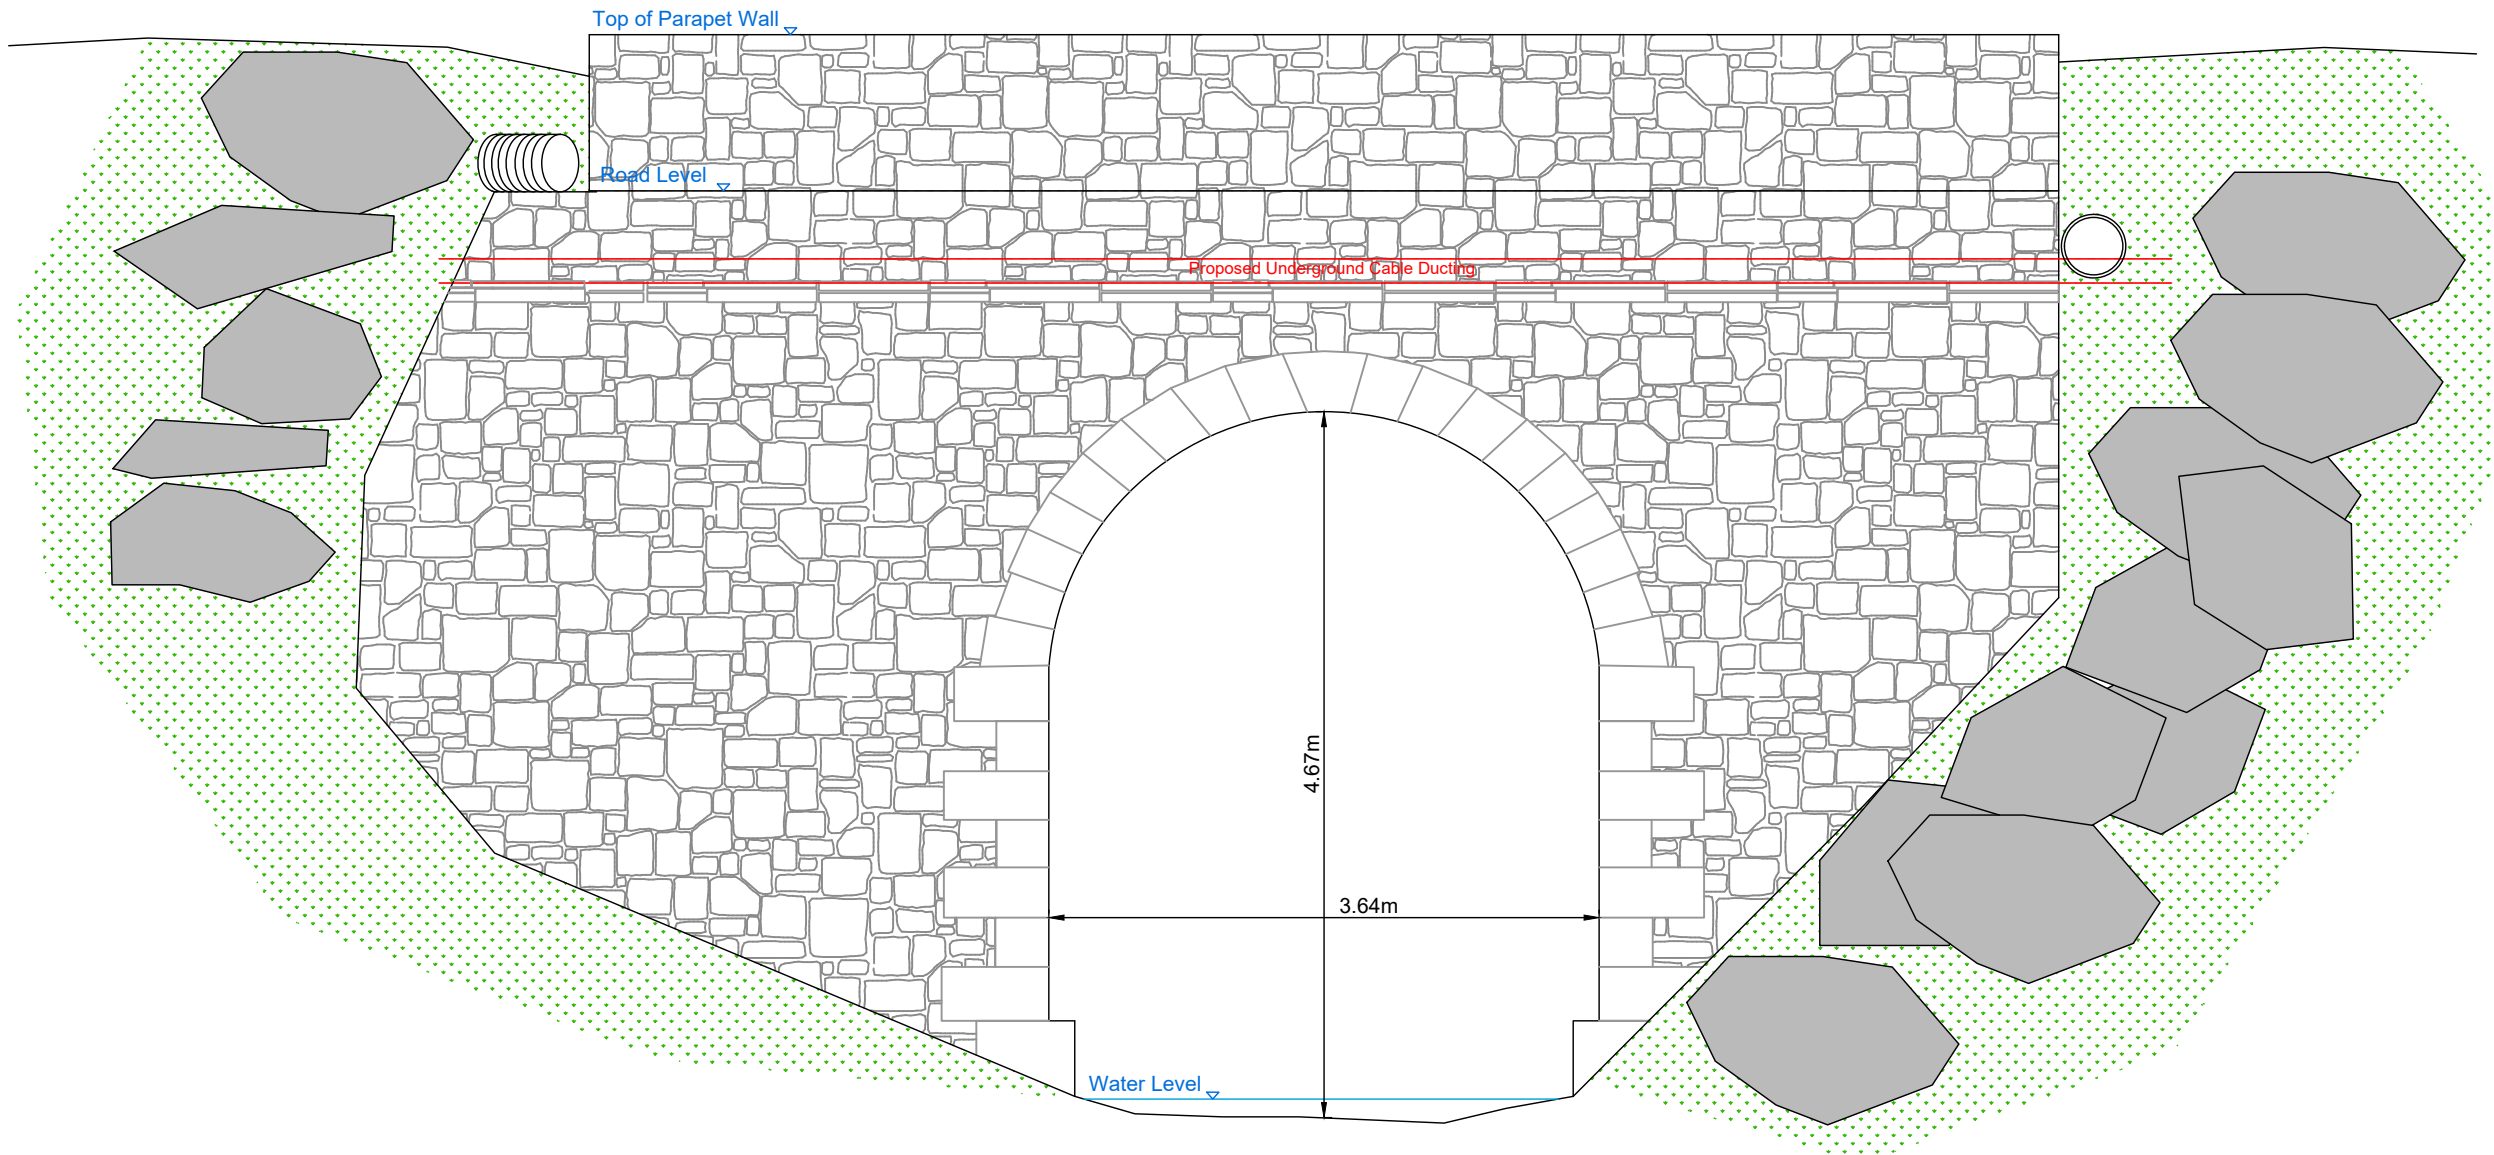 Top of Parapet Wall
Road Level
Proposed Underground Cable Ducting
4.67m
3.64m
Water Level